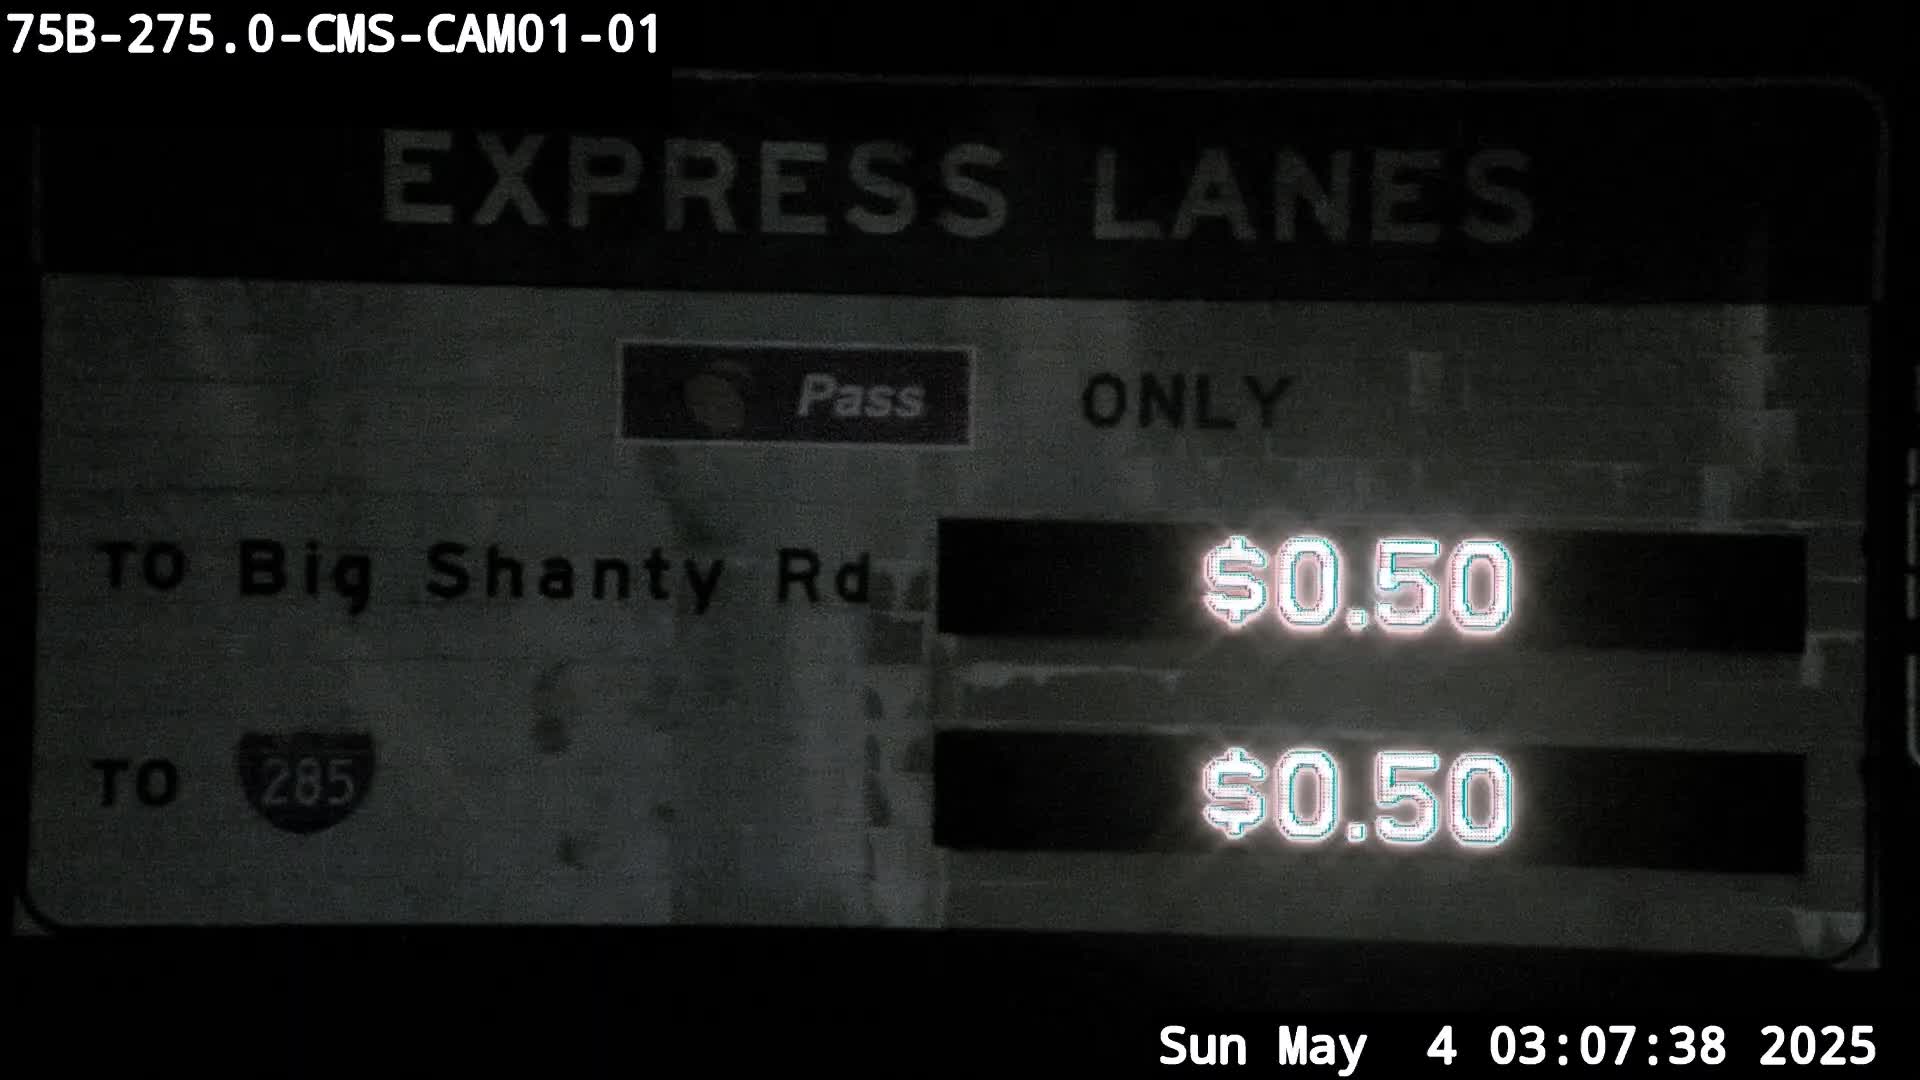 75B-275.0-CMS-CAM01-01
EXPRESS LANES
Pass ONLY
TO Big Shanty Rd $0.50
TO 285 $0.50
Sun May 4 03:07:38 2025